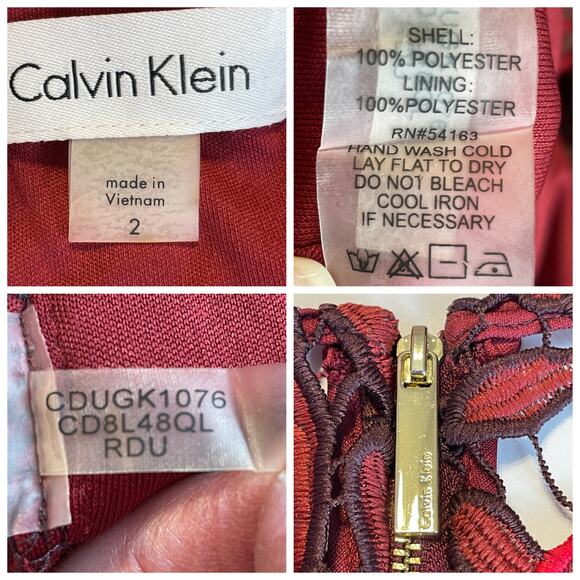 Calvin Klein
made in
Vietnam
2
SHELL:
100% POLYESTER
LINING:
100%POLYESTER
RN#54163
HAND WASH COLD
LAY FLAT TO DRY
DO NOT BLEACH
COOL IRON
IF NECESSARY
CDUGK1076
CD8L48QL
RDU
Calvin Klein